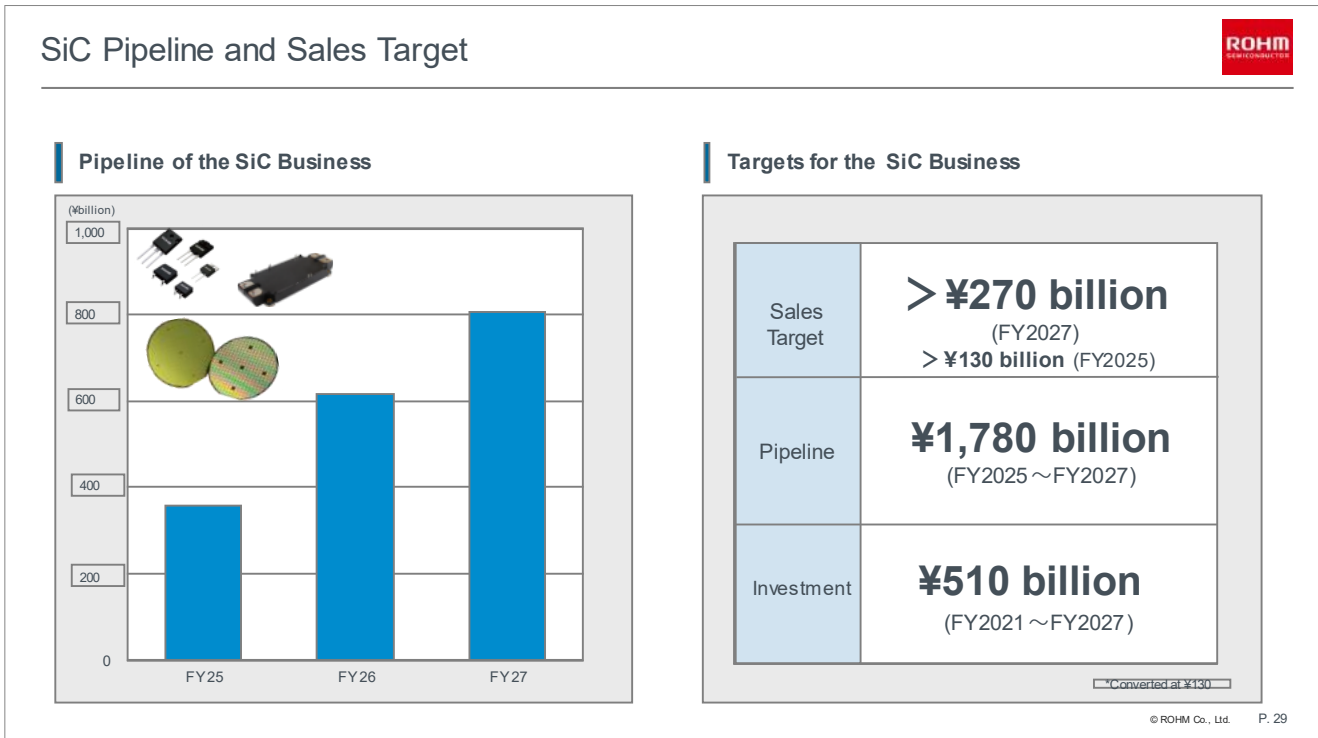 SiC Pipeline and Sales Target
ROHM
SEMICONDUCTOR
Pipeline of the SiC Business
(¥billion)
1,000
800
600
400
200
0
FY25
FY26
FY27
Targets for the SiC Business
Sales
Target
＞¥270 billion
(FY2027)
＞¥130 billion (FY2025)
Pipeline
¥1,780 billion
(FY2025～FY2027)
Investment
¥510 billion
(FY2021～FY2027)
*Converted at ¥130
© ROHM Co., Ltd.
P. 29